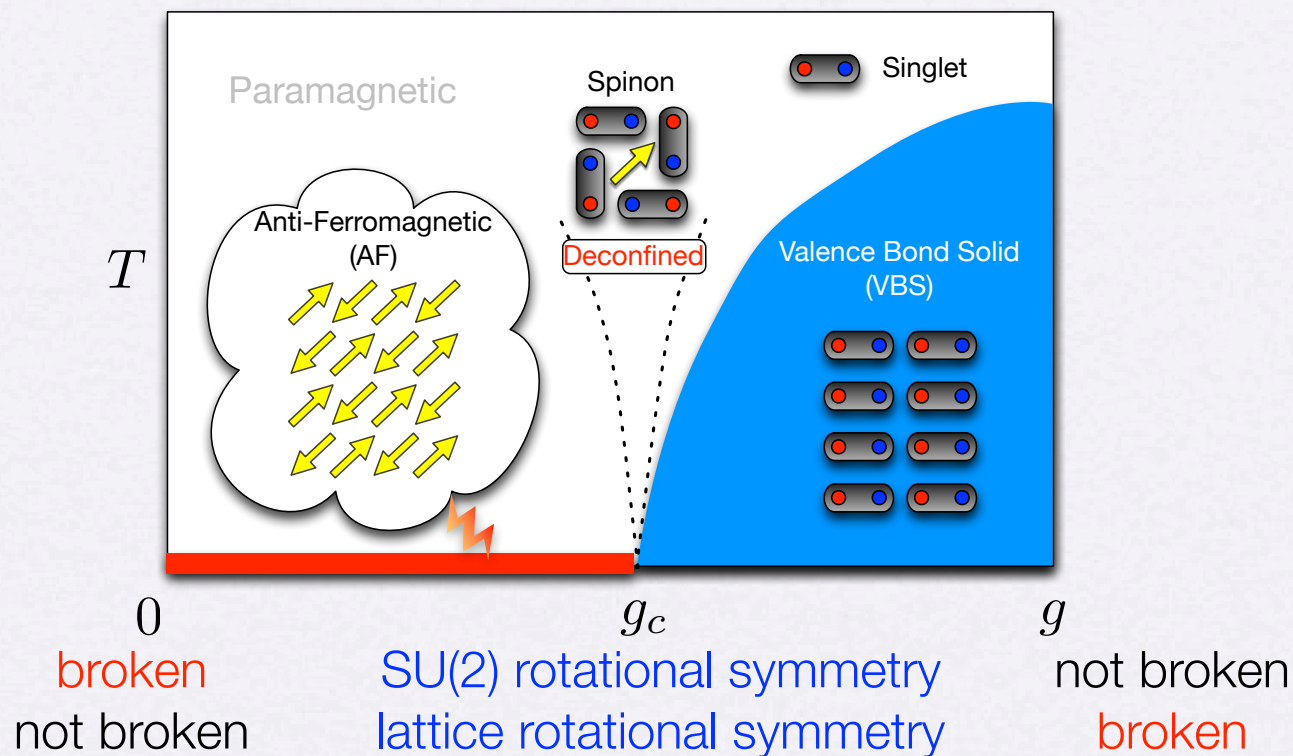 Singlet
Spinon
Paramagnetic
Anti-Ferromagnetic
(AF)
Deconfined
Valence Bond Solid
(VBS)
T
0
g_c
g
broken SU(2) rotational symmetry not broken
not broken lattice rotational symmetry broken